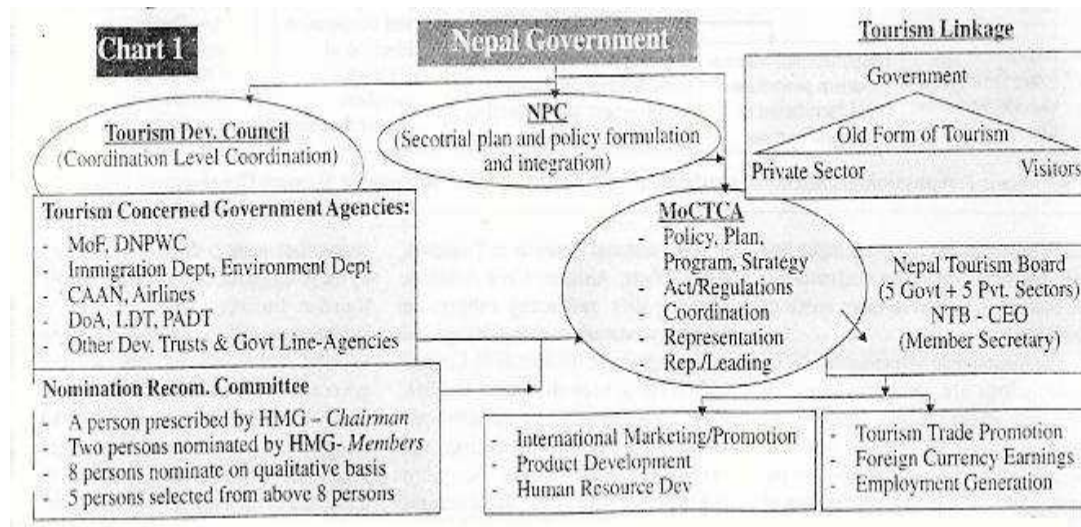 Chart 1
Nepal Government
Tourism Dev. Council
(Coordination Level Coordination)
NPC
(Secotrial plan and policy formulation
and integration)
Tourism Linkage
Government
Old Form of Tourism
Private Sector
Visitors
Tourism Concerned Government Agencies:
- MoF, DNPWC
- Immigration Dept, Environment Dept
- CAAN, Airlines
- DoA, LDT, PADT
- Other Dev. Trusts & Govt Line-Agencies
MoCTCA
Policy, Plan,
Program, Strategy
Act/Regulations
Coordination
Representation
Rep./Leading
Nepal Tourism Board
(5 Govt + 5 Pvt. Sectors)
NTB - CEO
(Member Secretary)
Nomination Recom. Committee
- A person prescribed by HMG – Chairman
- Two persons nominated by HMG- Members
- 8 persons nominate on qualitative basis
- 5 persons selected from above 8 persons
- International Marketing/Promotion
- Product Development
- Human Resource Dev
- Tourism Trade Promotion
- Foreign Currency Earnings
- Employment Generation